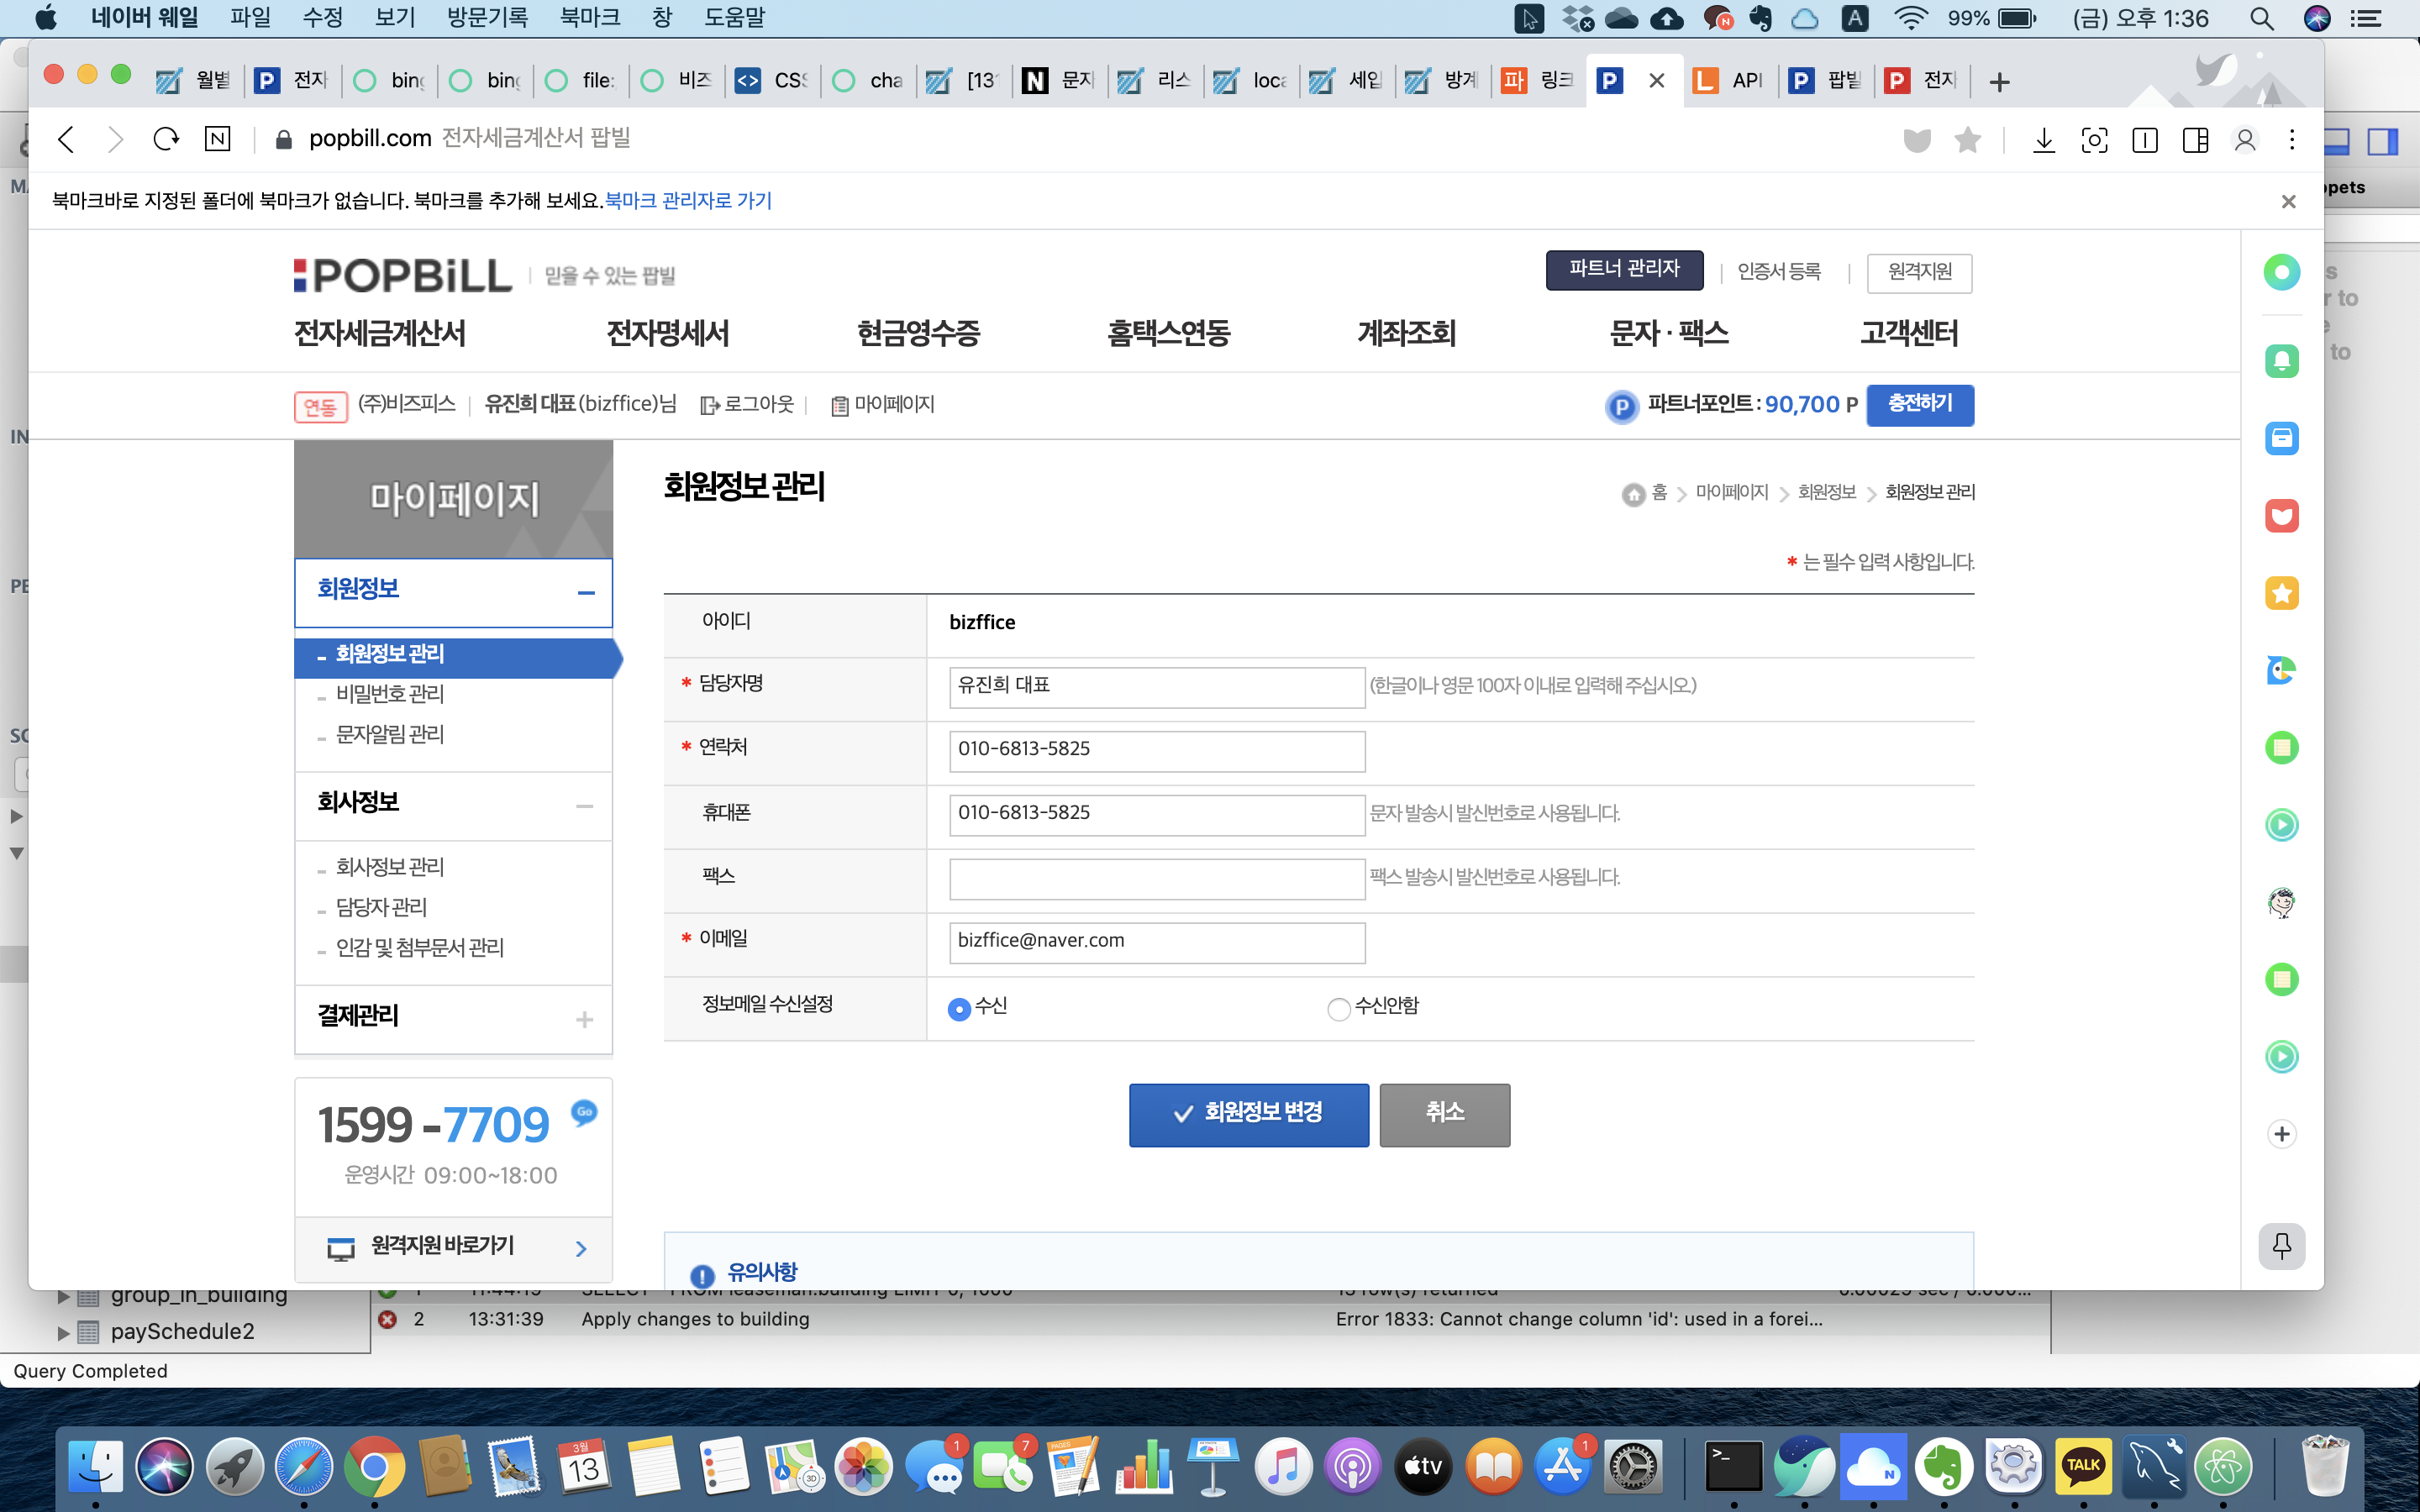 네이버 웨일 파일 수정 보기 방문기록 북마크 창 도움말
99% (금) 오후 1:36
월별 전자 bing bing file: 비즈 CSS cha [131 문자 리스 loca 세입 방계 링크 API 팝빌 전자
popbill.com 전자세금계산서 팝빌
북마크바로 지정된 폴더에 북마크가 없습니다. 북마크를 추가해 보세요. 북마크 관리자로 가기
POPBiLL 믿을 수 있는 팝빌
파트너 관리자 인증서 등록 원격지원
전자세금계산서 전자명세서 현금영수증 홈택스연동 계좌조회 문자 · 팩스 고객센터
연동 (주)비즈피스 유진희 대표(bizffice)님 로그아웃 마이페이지
파트너포인트 : 90,700 P 충전하기
마이페이지
회원정보
- 회원정보 관리
- 비밀번호 관리
- 문자알림 관리
회사정보
- 회사정보 관리
- 담당자 관리
- 인감 및 첨부문서 관리
결제관리
1599-7709
Go
운영시간 09:00~18:00
원격지원 바로가기
회원정보 관리
홈 > 마이페이지 > 회원정보 > 회원정보 관리
* 는 필수 입력 사항입니다.
아이디 bizffice
* 담당자명 유진희 대표 (한글이나 영문 100자 이내로 입력해 주십시오.)
* 연락처 010-6813-5825
휴대폰 010-6813-5825 문자 발송시 발신번호로 사용됩니다.
팩스 팩스 발송시 발신번호로 사용됩니다.
* 이메일 bizffice@naver.com
정보메일 수신설정 수신 수신안함
회원정보 변경 취소
유의사항
group_in_building
paySchedule2
2 13:31:39 Apply changes to building Error 1833: Cannot change column 'id': used in a forei...
Query Completed
3월
13
1
7
PAGES
3D
tv
1
TALK